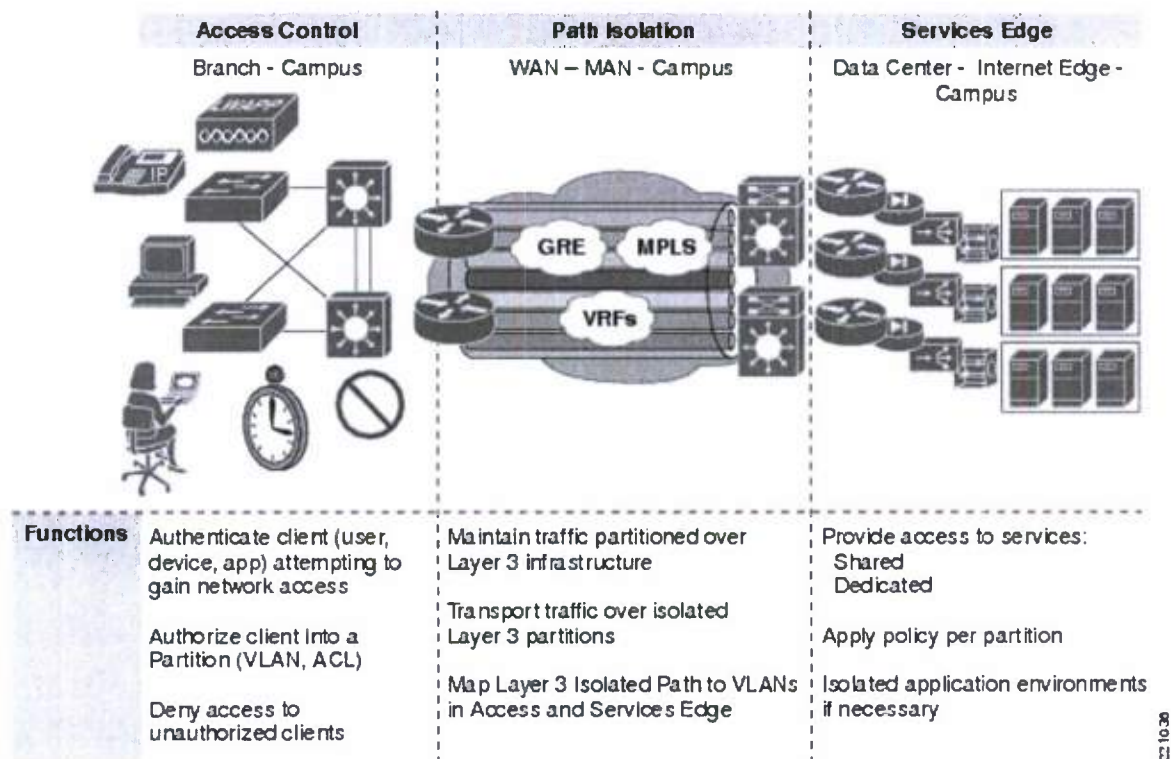 Access Control
Branch - Campus
Path Isolation
WAN – MAN - Campus
Services Edge
Data Center - Internet Edge -
Campus
LWAPP
IP
GRE
MPLS
VRFs
Functions
Authenticate client (user,
device, app) attempting to
gain network access
Authorize client into a
Partition (VLAN, ACL)
Deny access to
unauthorized clients
Maintain traffic partitioned over
Layer 3 infrastructure
Transport traffic over isolated
Layer 3 partitions
Map Layer 3 Isolated Path to VLANs
in Access and Services Edge
Provide access to services:
Shared
Dedicated
Apply policy per partition
Isolated application environments
if necessary